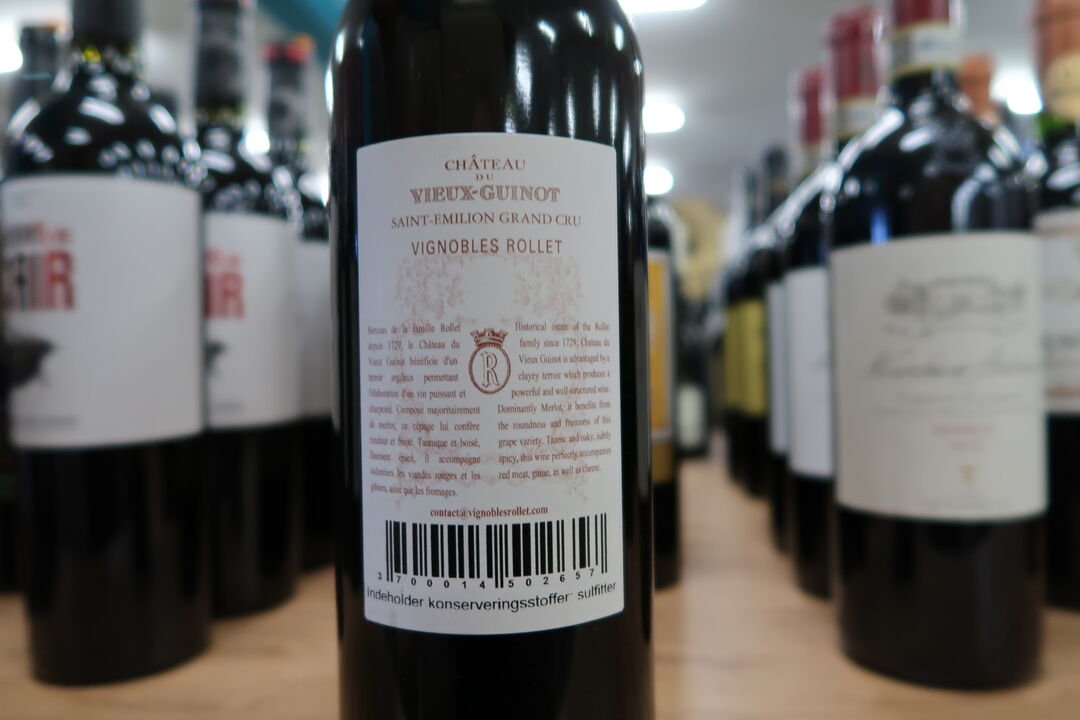 CHÂTEAU
DU
VIEUX-GUINOT
SAINT-EMILION GRAND CRU
VIGNOBLES ROLLET
Berceau de la famille Rollet
depuis 1729, le Château du
Vieux Guinot bénéficie d'un
terroir argileux permettant
l'élaboration d'un vin puissant et
charpenté. Composé majoritairement
de merlot, ce cépage lui confère
rondeur et fruité. Tannique et boisé,
finement épicé, il accompagne
volontiers les viandes rouges et les
gibiers, ainsi que les fromages.
R
Historical estate of the Rollet
family since 1729, Chateau du
Vieux Guinot is advantaged by a
clayey terroir which produces a
powerful and well-structured wine.
Dominantly Merlot, it benefits from
the roundness and fruitiness of this
grape variety. Tannic and oaky, subtly
spicy, this wine perfectly accompanies
red meat, game, as well as cheese.
contact@vignoblesrollet.com
3 700014 502657
Indeholder konserveringsstoffer: sulfitter